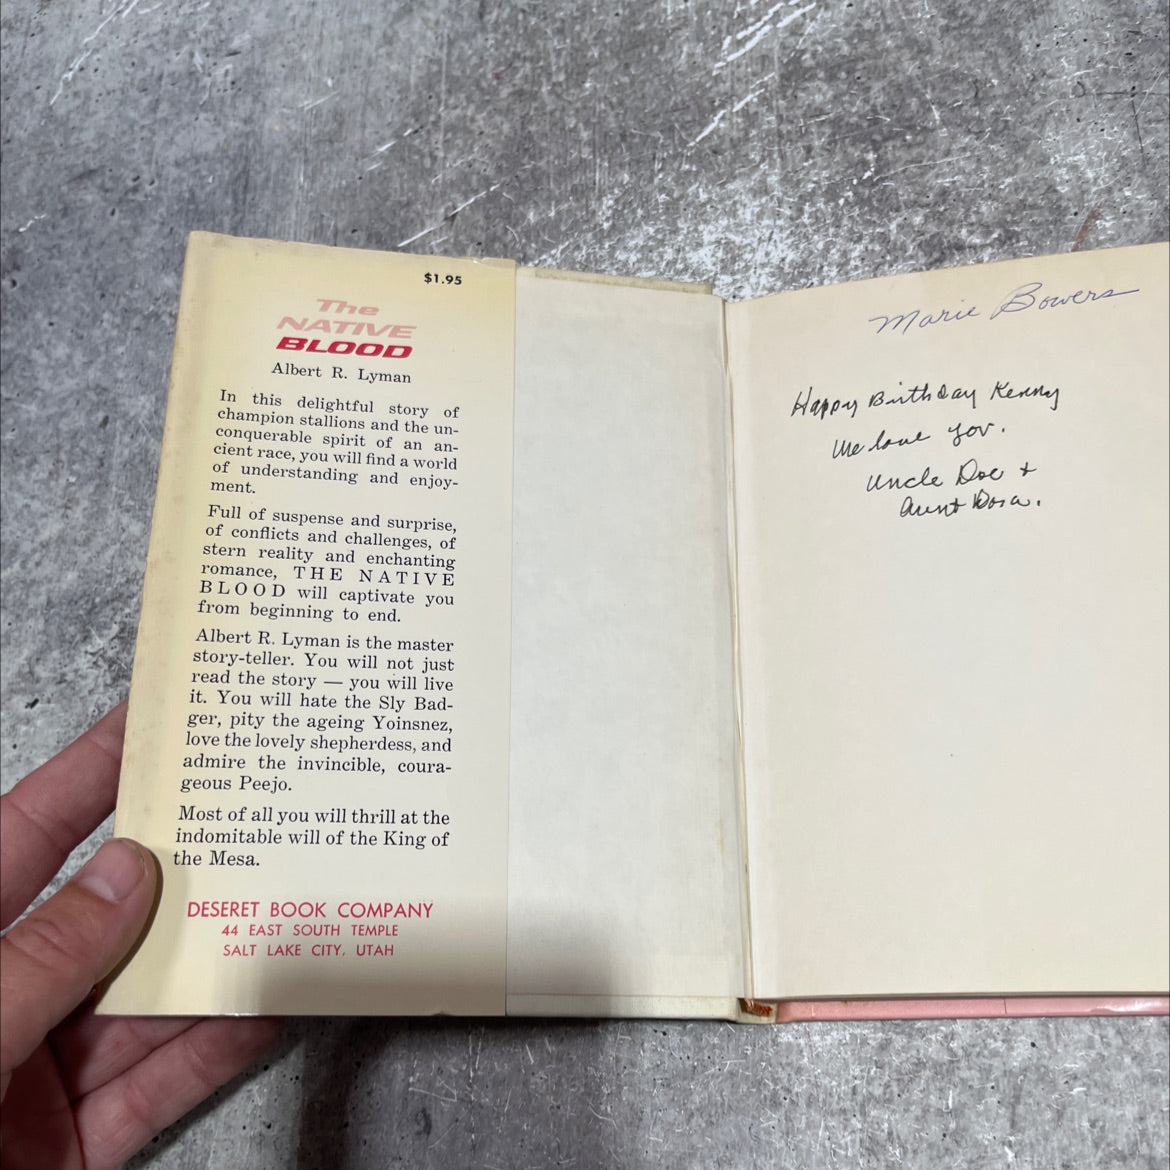 $1.95
The
NATIVE
BLOOD
Albert R. Lyman
In this delightful story of
champion stallions and the un-
conquerable spirit of an an-
cient race, you will find a world
of understanding and enjoy-
ment.
Full of suspense and surprise,
of conflicts and challenges, of
stern reality and enchanting
romance, THE NATIVE
BLOOD will captivate you
from beginning to end.
Albert R. Lyman is the master
story-teller. You will not just
read the story — you will live
it. You will hate the Sly Bad-
ger, pity the ageing Yoinsnez,
love the lovely shepherdess, and
admire the invincible, coura-
geous Peejo.
Most of all you will thrill at the
indomitable will of the King of
the Mesa.
DESERET BOOK COMPANY
44 EAST SOUTH TEMPLE
SALT LAKE CITY, UTAH
Marie Bowers
Happy Birthday Kenny
We love you.
Uncle Doe +
Aunt